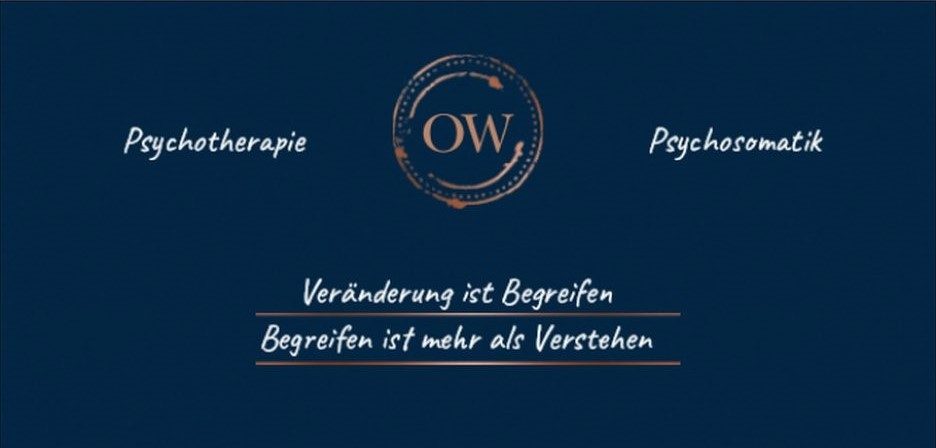 Psychotherapie
OW
Psychosomatik
Veränderung ist Begreifen
Begreifen ist mehr als Verstehen